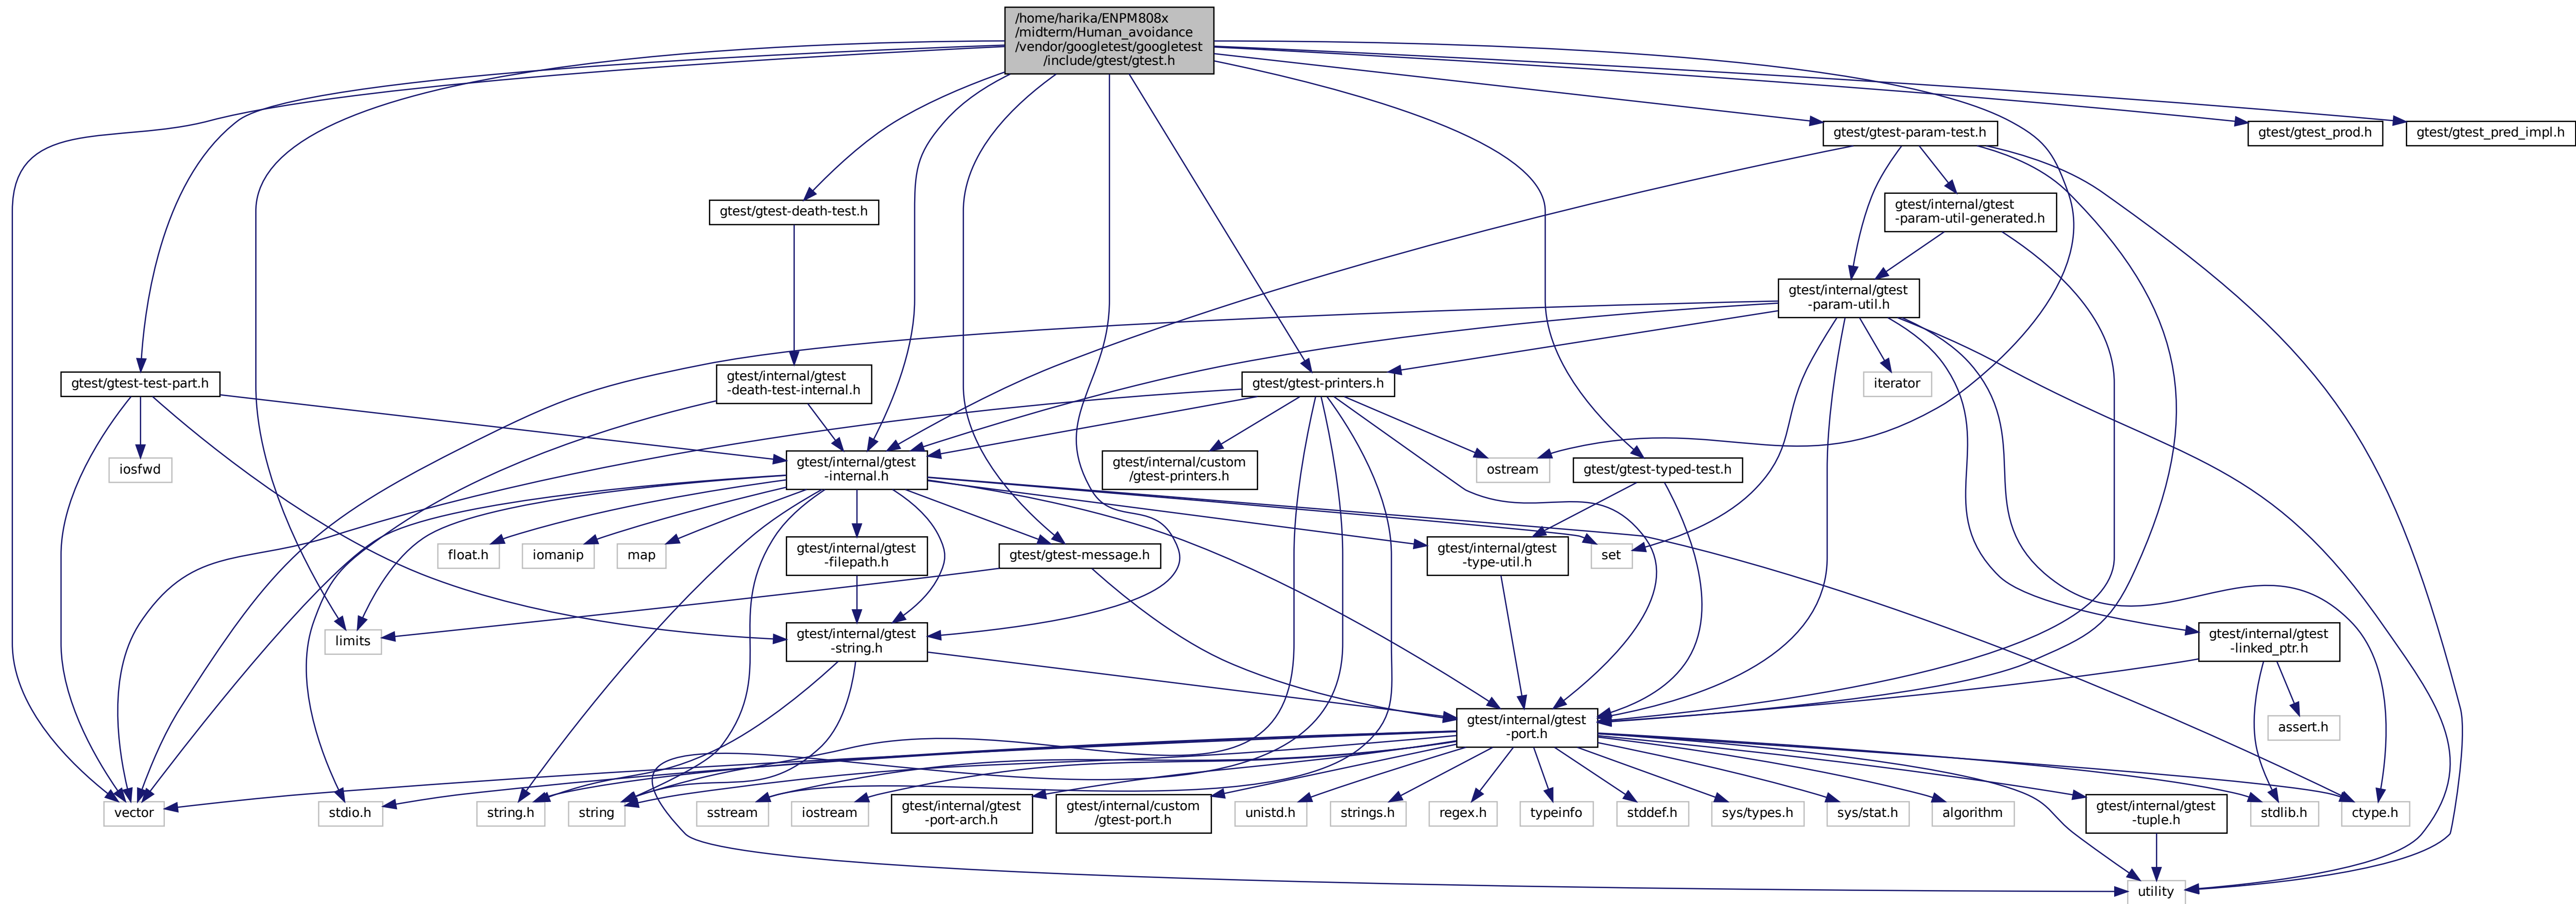 /home/harika/ENPM808x
/midterm/Human_avoidance
/vendor/googletest/googletest
/include/gtest/gtest.h
gtest/gtest-param-test.h
gtest/gtest_prod.h
gtest/gtest_pred_impl.h
gtest/gtest-death-test.h
gtest/internal/gtest
-param-util-generated.h
gtest/internal/gtest
-param-util.h
gtest/gtest-test-part.h
gtest/internal/gtest
-death-test-internal.h
gtest/gtest-printers.h
iterator
iosfwd
gtest/internal/gtest
-internal.h
gtest/internal/custom
/gtest-printers.h
ostream
gtest/gtest-typed-test.h
float.h
iomanip
map
gtest/internal/gtest
-filepath.h
gtest/gtest-message.h
gtest/internal/gtest
-type-util.h
set
limits
gtest/internal/gtest
-string.h
gtest/internal/gtest
-linked_ptr.h
gtest/internal/gtest
-port.h
assert.h
vector
stdio.h
string.h
string
sstream
iostream
gtest/internal/gtest
-port-arch.h
gtest/internal/custom
/gtest-port.h
unistd.h
strings.h
regex.h
typeinfo
stddef.h
sys/types.h
sys/stat.h
algorithm
gtest/internal/gtest
-tuple.h
stdlib.h
ctype.h
utility